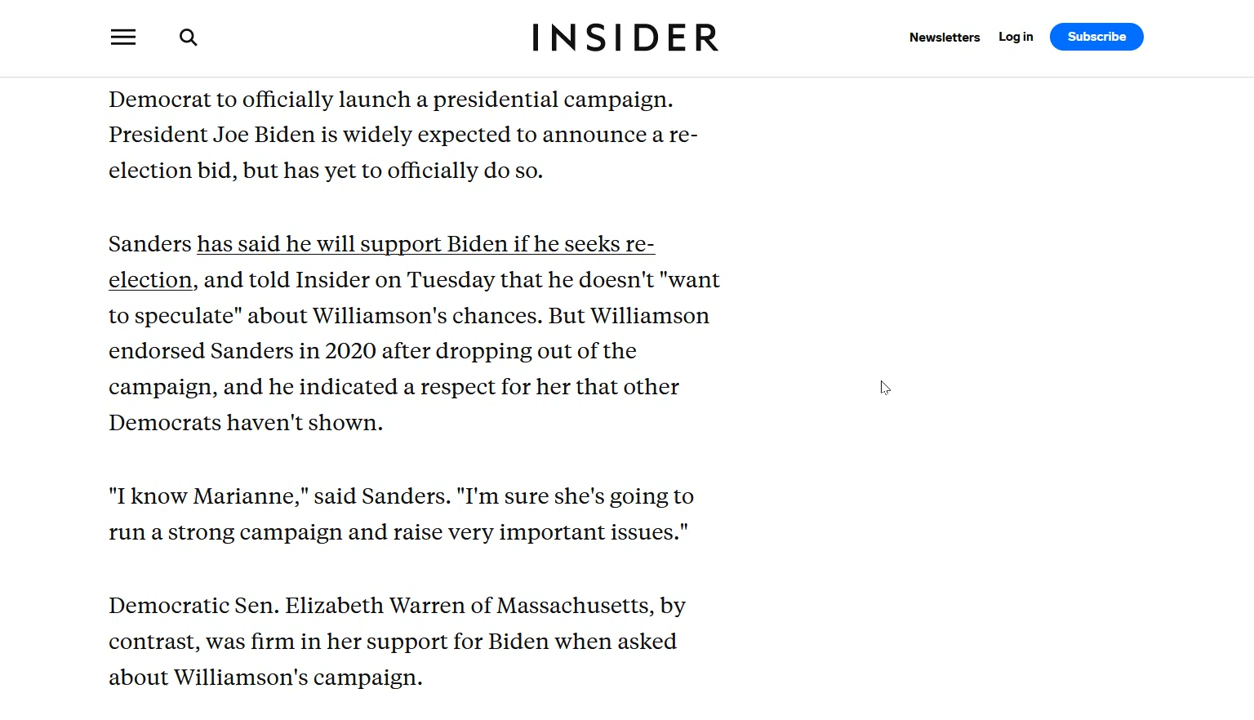 INSIDER
Newsletters
Log in
Subscribe
Democrat to officially launch a presidential campaign.
President Joe Biden is widely expected to announce a re-
election bid, but has yet to officially do so.
Sanders has said he will support Biden if he seeks re-
election, and told Insider on Tuesday that he doesn't "want
to speculate" about Williamson's chances. But Williamson
endorsed Sanders in 2020 after dropping out of the
campaign, and he indicated a respect for her that other
Democrats haven't shown.
"I know Marianne," said Sanders. "I'm sure she's going to
run a strong campaign and raise very important issues."
Democratic Sen. Elizabeth Warren of Massachusetts, by
contrast, was firm in her support for Biden when asked
about Williamson's campaign.